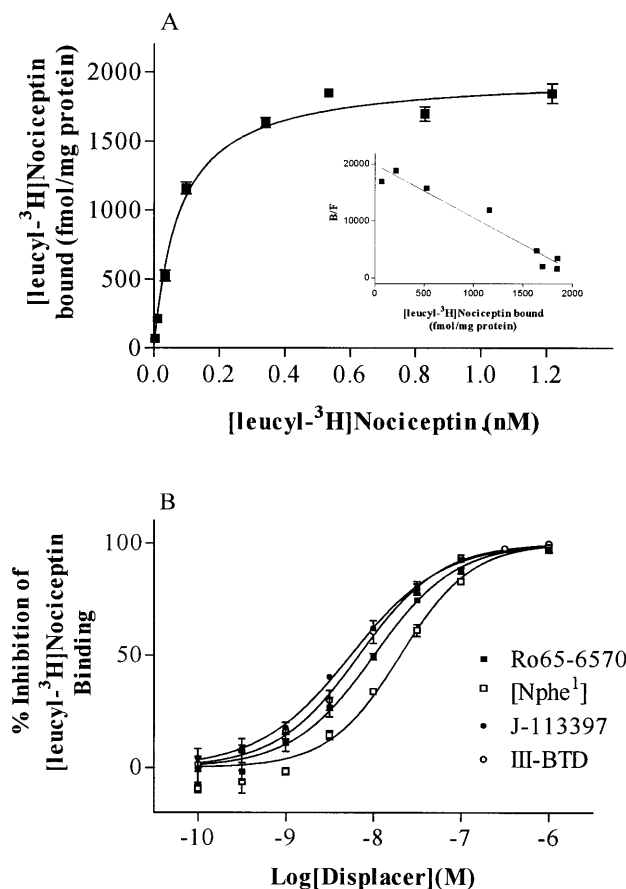 A
[leucyl-³H]Nociceptin
bound (fmol/mg protein)
2000
1500
1000
500
0
0.0 0.2 0.4 0.6 0.8 1.0 1.2
[leucyl-³H]Nociceptin.(nM)
B/F
20000
10000
0
0 500 1000 1500 2000
[leucyl-³H]Nociceptin bound
(fmol/mg protein)
B
% Inhibition of
[leucyl-³H]Nociceptin
Binding
100
50
0
-10 -9 -8 -7 -6
Log[Displacer](M)
Ro65-6570
[Nphe¹]
J-113397
III-BTD